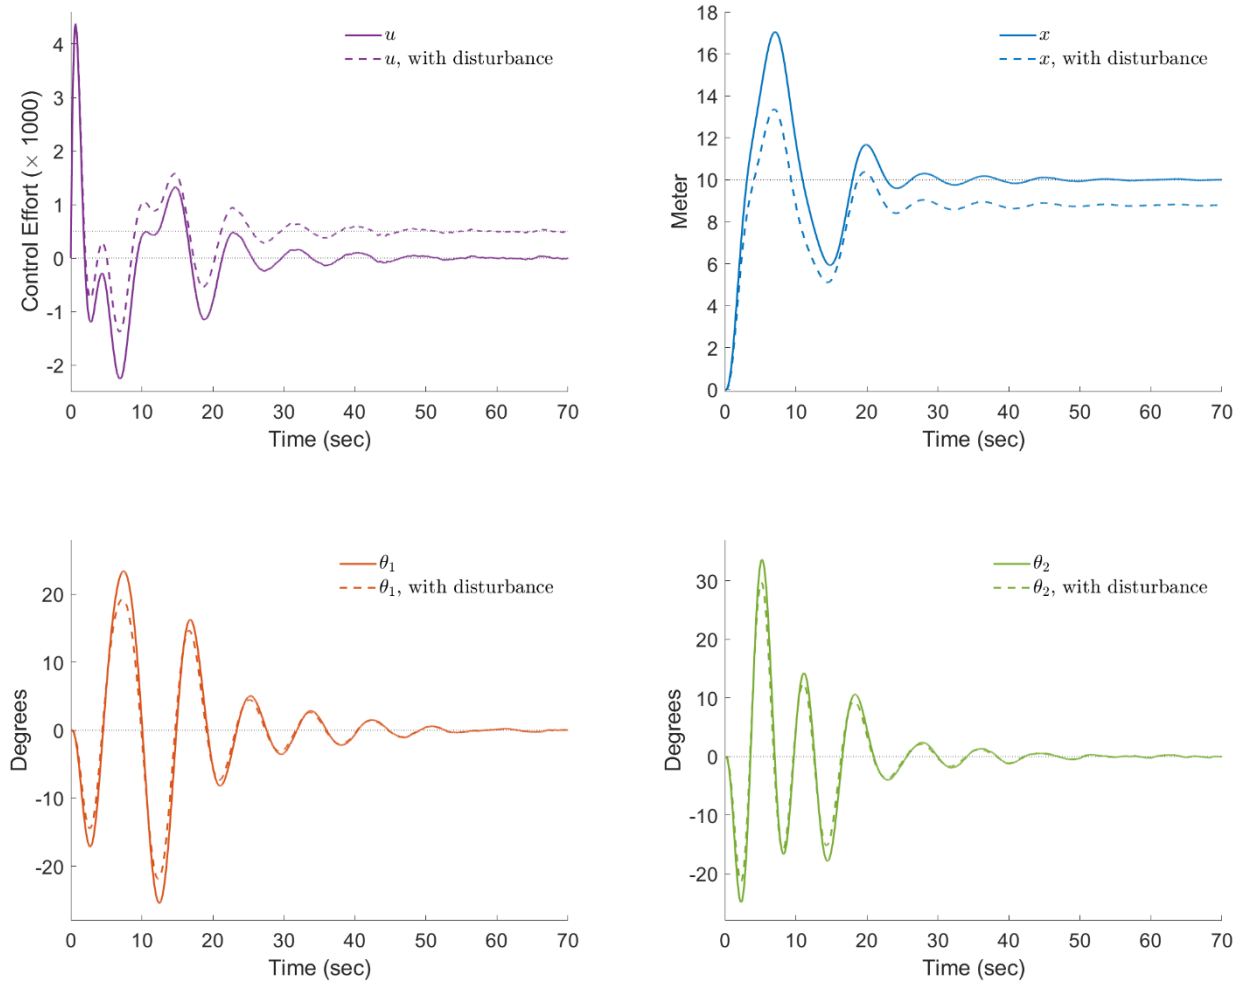 u
u, with disturbance
Control Effort (× 1000)
4
3
2
1
0
-1
-2
0 10 20 30 40 50 60 70
Time (sec)
x
x, with disturbance
Meter
18
16
14
12
10
8
6
4
2
0
0 10 20 30 40 50 60 70
Time (sec)
θ₁
θ₁, with disturbance
Degrees
20
10
0
-10
-20
0 10 20 30 40 50 60 70
Time (sec)
θ₂
θ₂, with disturbance
Degrees
30
20
10
0
-10
-20
0 10 20 30 40 50 60 70
Time (sec)